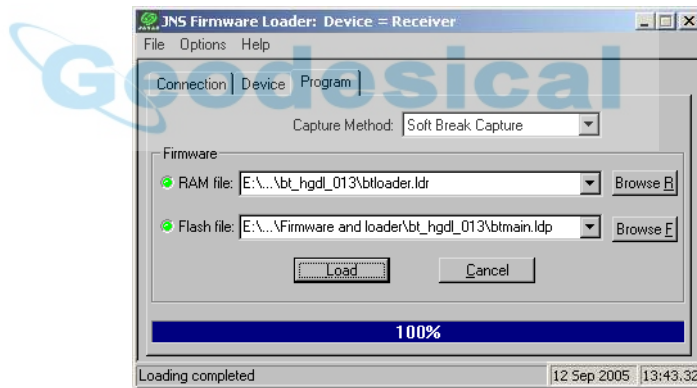 JNS Firmware Loader: Device = Receiver
File Options Help
Geodesical
Connection Device Program
Capture Method: Soft Break Capture
Firmware
RAM file: E:\...\bt_hgdl_013\btloader.ldr Browse R
Flash file: E:\...\Firmware and loader\bt_hgdl_013\btmain.ldp Browse F
Load Cancel
100%
Loading completed 12 Sep 2005 13:43.32